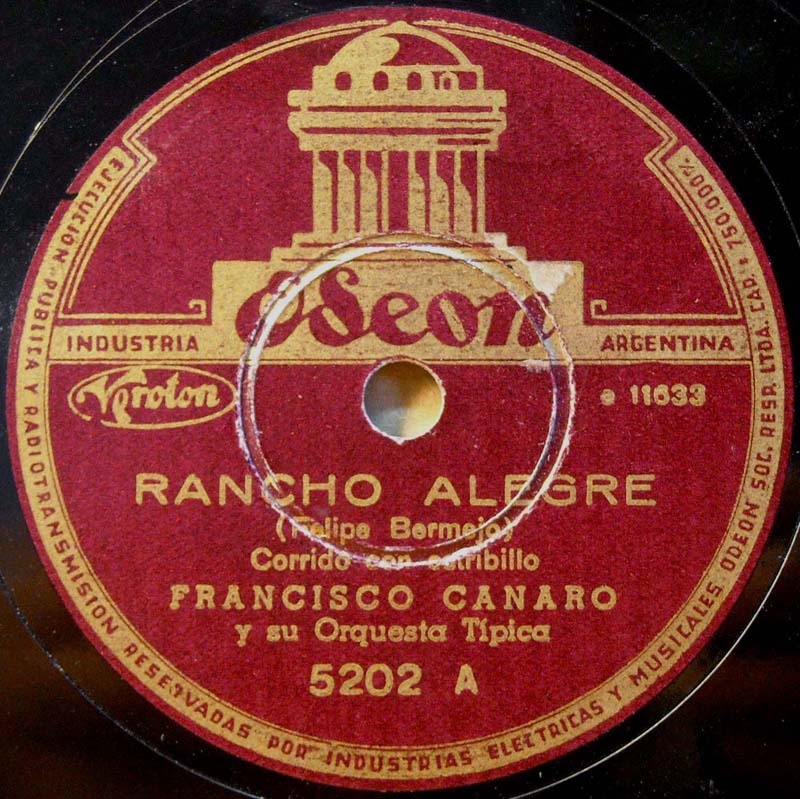 Odeon
INDUSTRIA
ARGENTINA
Veroton
e 11633
RANCHO ALEGRE
(Felipe Bermejo)
Corrido con estribillo
FRANCISCO CANARO
y su Orquesta Típica
5202 A
EJECUCIÓN PUBLICA Y RADIOTRANSMISION RESERVADAS POR INDUSTRIAS ELECTRICAS Y MUSICALES ODEON SOC. RESP. LTDA. CAP. $ 750.000%